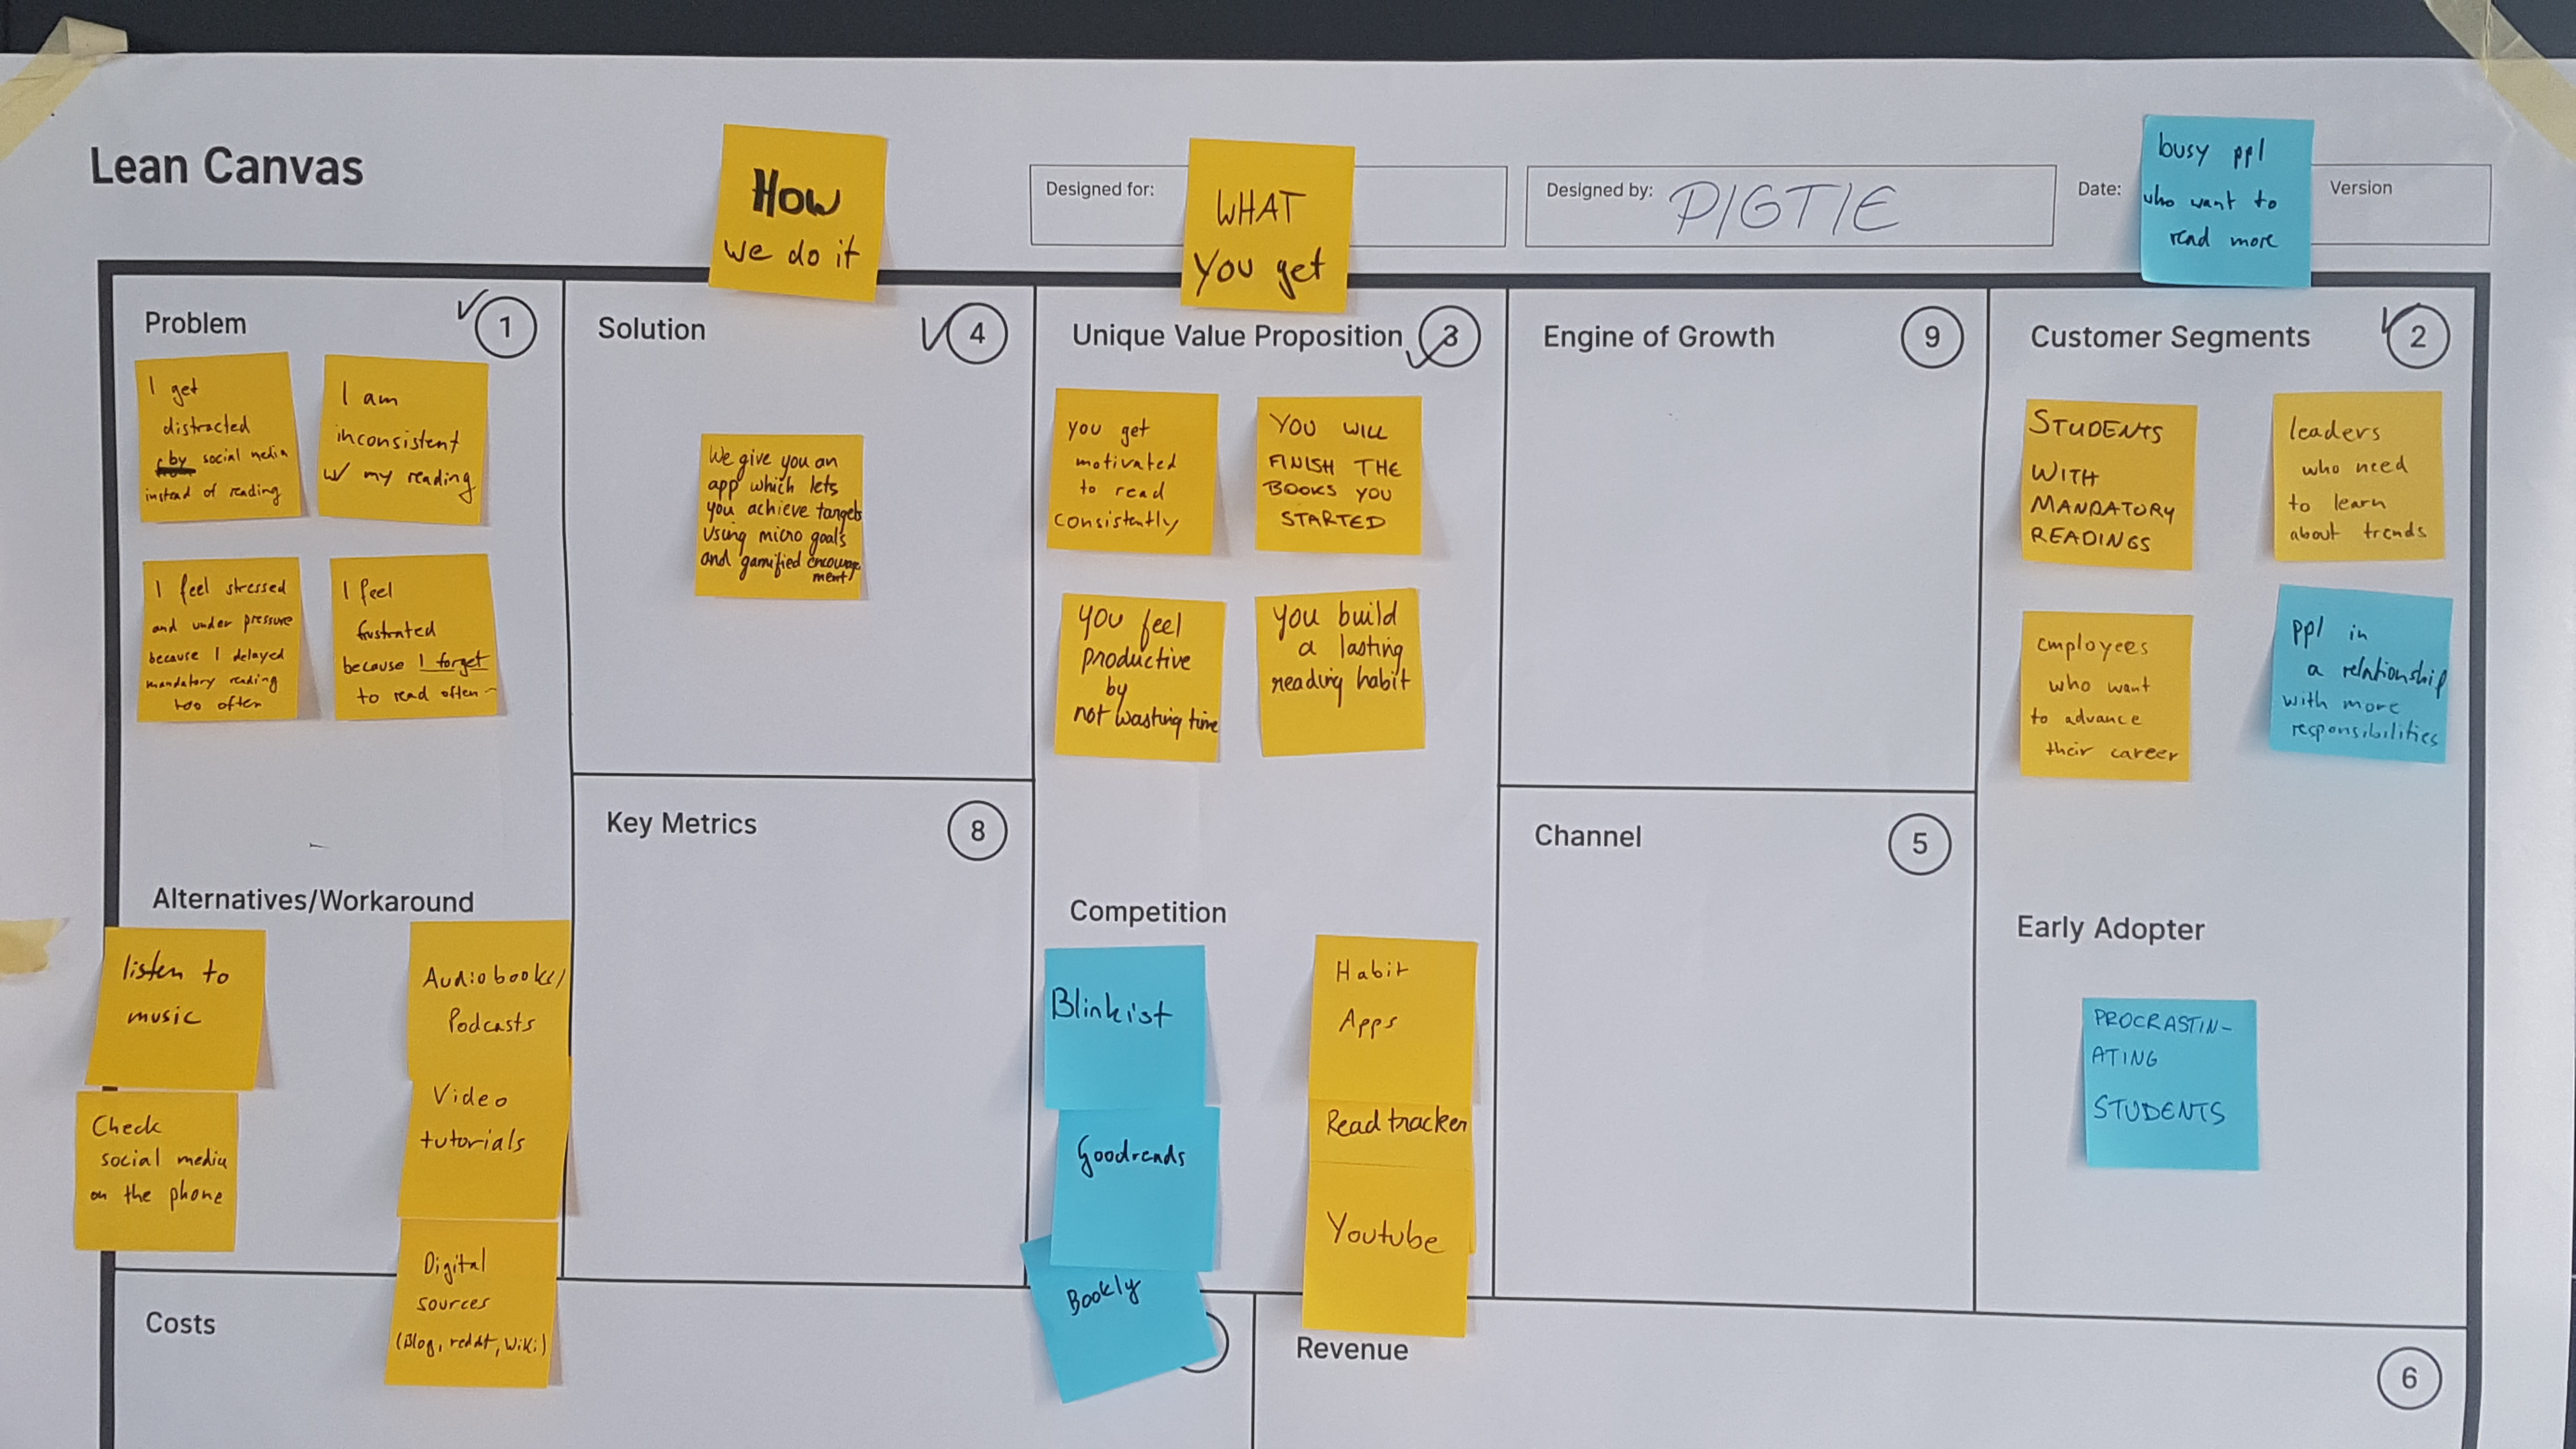 Lean Canvas
How
we do it
Designed for:
WHAT
You get
Designed by:
P/GT/E
Date:
busy ppl
who want to
read more
Version
Problem
1
I get
distracted
by social media
instead of reading
I am
inconsistent
w/ my reading
I feel stressed
and under pressure
because I delayed
mandatory reading
too often
I feel
frustrated
because I forget
to read often
Alternatives/Workaround
listen to
music
Check
social media
on the phone
Audiobooks/
Podcasts
Video
tutorials
Digital
sources
(Blog, reddit, Wiki)
Solution
4
We give you an
app which lets
you achieve targets
using micro goals
and gamified encourage
ment
Key Metrics
8
Unique Value Proposition
3
you get
motivated
to read
consistently
YOU WILL
FINISH THE
BOOKS YOU
STARTED
you feel
productive
by
not wasting time
you build
a lasting
reading habit
Competition
Blinkist
Goodreads
Bookly
Habit
Apps
Read tracker
Youtube
Engine of Growth
9
Channel
5
Customer Segments
2
STUDENTS
WITH
MANDATORY
READINGS
leaders
who need
to learn
about trends
employees
who want
to advance
their career
ppl in
a relationship
with more
responsibilities
Early Adopter
PROCRASTIN-
ATING
STUDENTS
Costs
Revenue
6